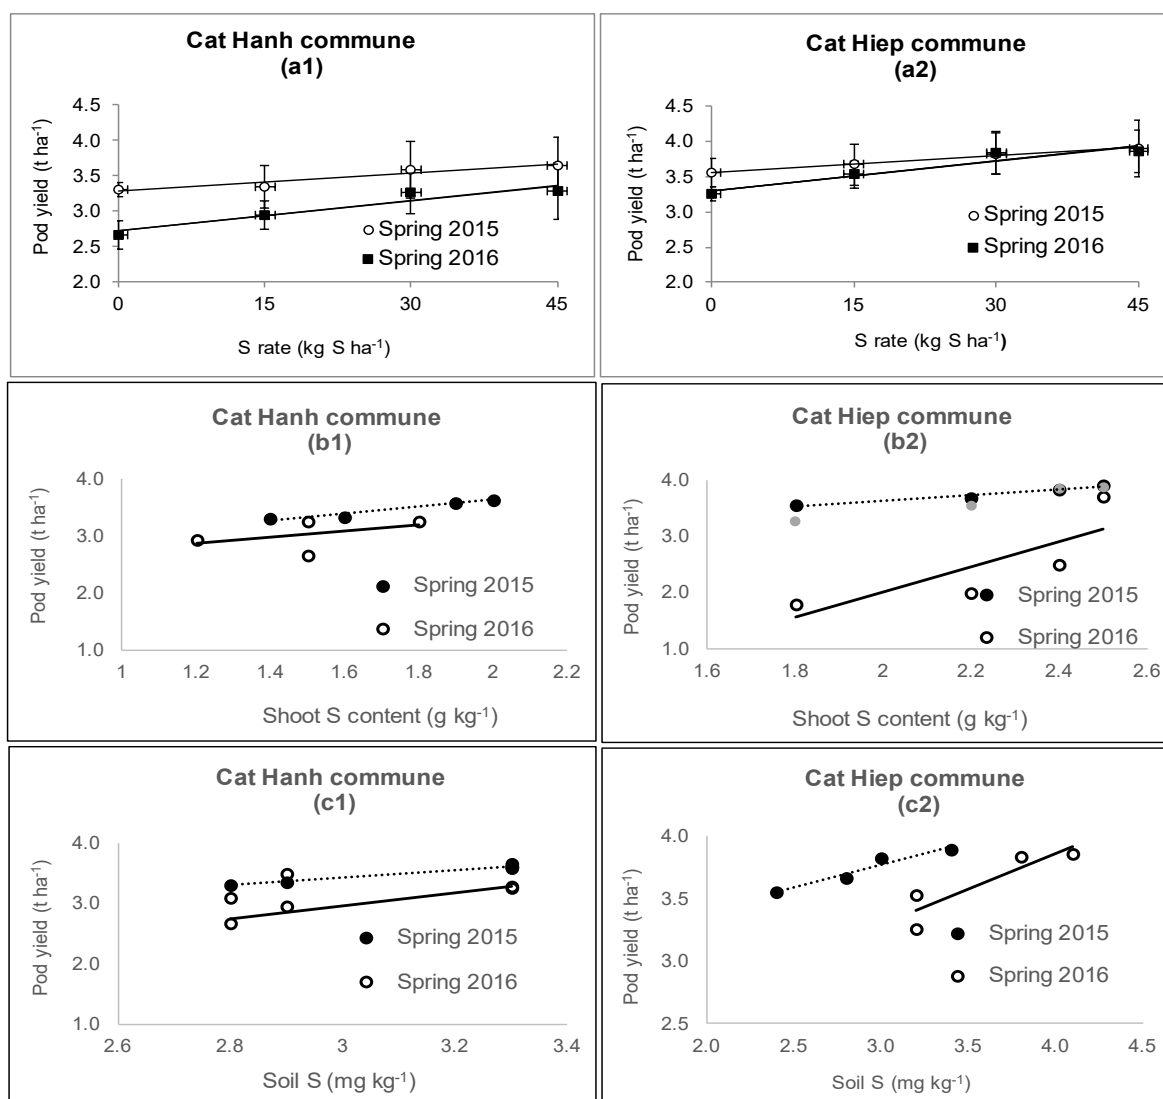 Cat Hanh commune
(a1)
4.5
4.0
3.5
3.0
2.5
2.0
Pod yield (t ha⁻¹)
Spring 2015
Spring 2016
0
15
30
45
S rate (kg S ha⁻¹)
Cat Hiep commune
(a2)
4.5
4.0
3.5
3.0
2.5
2.0
Pod yield (t ha⁻¹)
Spring 2015
Spring 2016
0
15
30
45
S rate (kg S ha⁻¹)
Cat Hanh commune
(b1)
4.0
3.0
2.0
1.0
Pod yield (t ha⁻¹)
Spring 2015
Spring 2016
1
1.2
1.4
1.6
1.8
2
2.2
Shoot S content (g kg⁻¹)
Cat Hiep commune
(b2)
4.0
3.0
2.0
1.0
Pod yield (t ha⁻¹)
Spring 2015
Spring 2016
1.6
1.8
2
2.2
2.4
2.6
Shoot S content (g kg⁻¹)
Cat Hanh commune
(c1)
4.0
3.0
2.0
1.0
Pod yield (t ha⁻¹)
Spring 2015
Spring 2016
2.6
2.8
3
3.2
3.4
Soil S (mg kg⁻¹)
Cat Hiep commune
(c2)
4.0
3.5
3.0
2.5
Pod yield (t ha⁻¹)
Spring 2015
Spring 2016
2.0
2.5
3.0
3.5
4.0
4.5
Soil S (mg kg⁻¹)